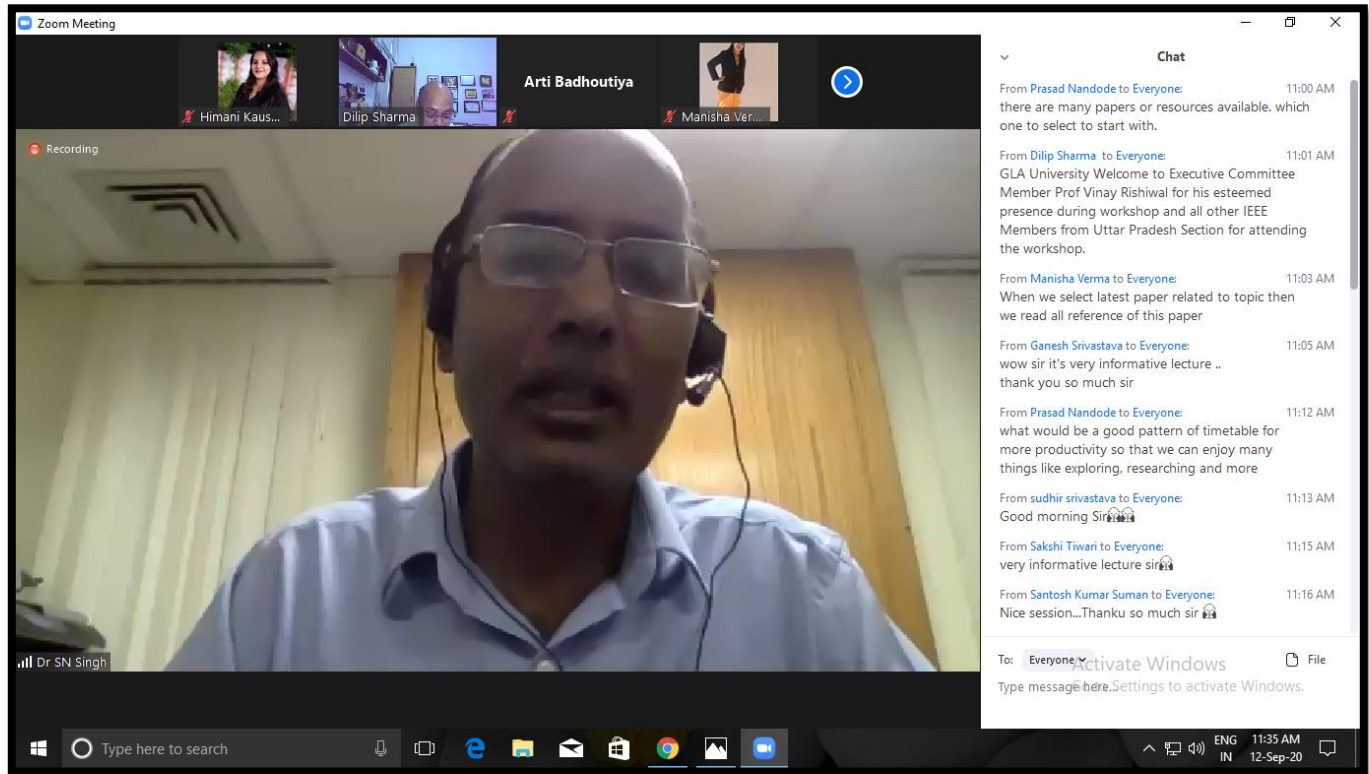 Zoom Meeting
Himani Kaus...
Dilip Sharma
Arti Badhoutiya
Manisha Ver...
Recording
Dr SN Singh
Chat
From Prasad Nandode to Everyone: 11:00 AM
there are many papers or resources available. which
one to select to start with.
From Dilip Sharma to Everyone: 11:01 AM
GLA University Welcome to Executive Committee
Member Prof Vinay Rishiwal for his esteemed
presence during workshop and all other IEEE
Members from Uttar Pradesh Section for attending
the workshop.
From Manisha Verma to Everyone: 11:03 AM
When we select latest paper related to topic then
we read all reference of this paper
From Ganesh Srivastava to Everyone: 11:05 AM
wow sir it's very informative lecture ..
thank you so much sir
From Prasad Nandode to Everyone: 11:12 AM
what would be a good pattern of timetable for
more productivity so that we can enjoy many
things like exploring, researching and more
From sudhir srivastava to Everyone: 11:13 AM
Good morning Sir
From Sakshi Tiwari to Everyone: 11:15 AM
very informative lecture sir
From Santosh Kumar Suman to Everyone: 11:16 AM
Nice session...Thanku so much sir
To: Everyone File
Activate Windows
Type message here...
Settings to activate Windows.
Type here to search
ENG 11:35 AM
IN 12-Sep-20